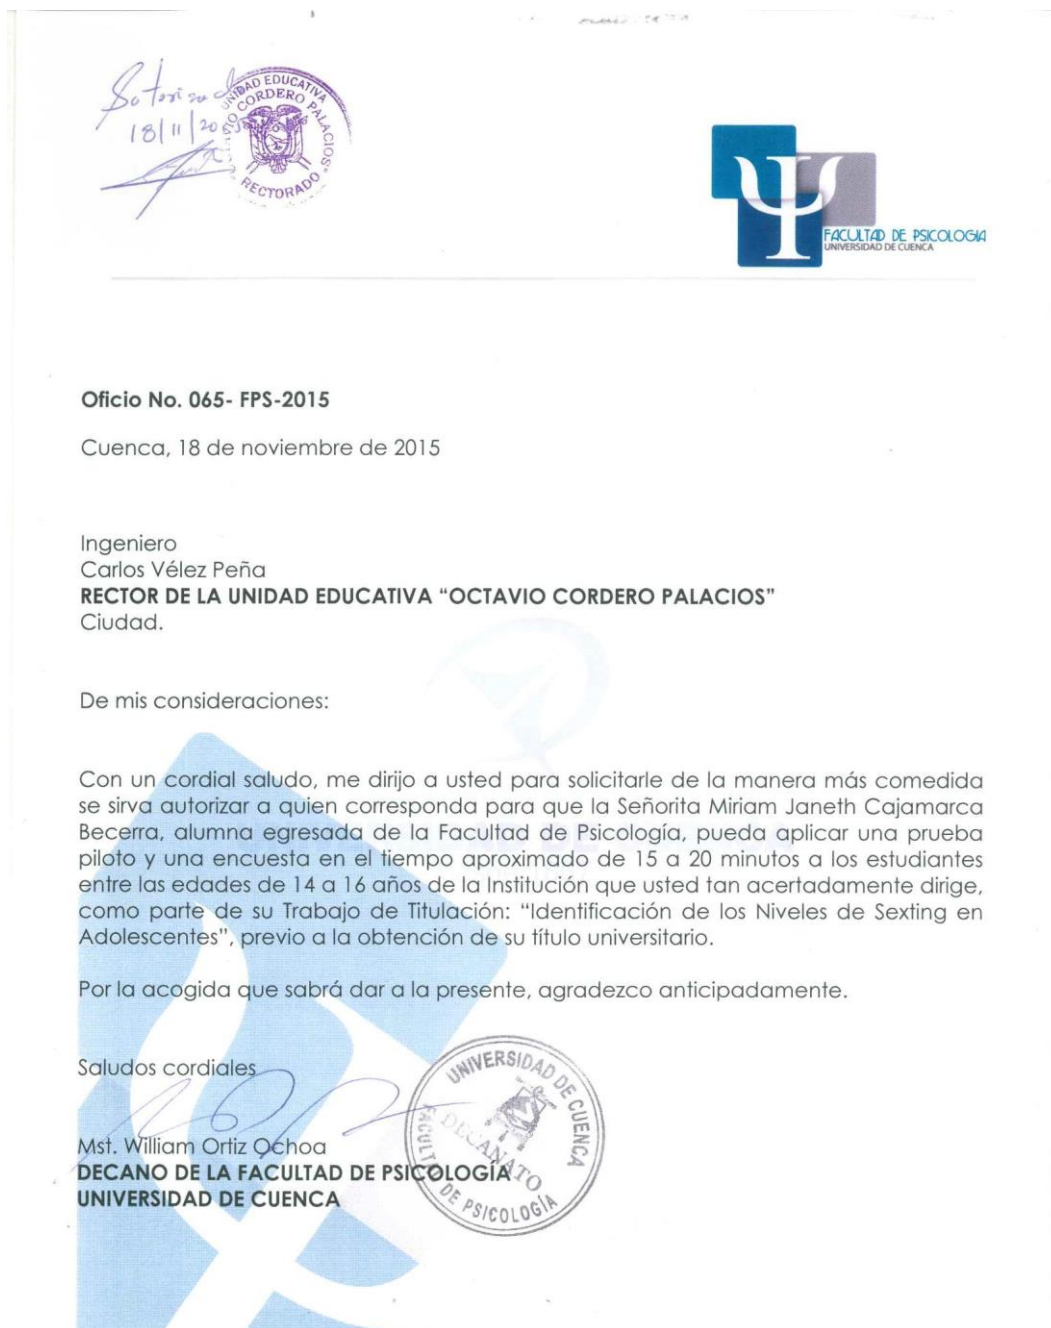 18/11/2015
UNIDAD EDUCATIVA
OCTAVIO CORDERO PALACIOS
RECTORADO
FACULTAD DE PSICOLOGIA
UNIVERSIDAD DE CUENCA
Oficio No. 065- FPS-2015
Cuenca, 18 de noviembre de 2015
Ingeniero
Carlos Vélez Peña
RECTOR DE LA UNIDAD EDUCATIVA “OCTAVIO CORDERO PALACIOS”
Ciudad.
De mis consideraciones:
Con un cordial saludo, me dirijo a usted para solicitarle de la manera más comedida
se sirva autorizar a quien corresponda para que la Señorita Miriam Janeth Cajamarca
Becerra, alumna egresada de la Facultad de Psicología, pueda aplicar una prueba
piloto y una encuesta en el tiempo aproximado de 15 a 20 minutos a los estudiantes
entre las edades de 14 a 16 años de la Institución que usted tan acertadamente dirige,
como parte de su Trabajo de Titulación: “Identificación de los Niveles de Sexting en
Adolescentes”, previo a la obtención de su título universitario.
Por la acogida que sabrá dar a la presente, agradezco anticipadamente.
Saludos cordiales
Mst. William Ortiz Ochoa
DECANO DE LA FACULTAD DE PSICOLOGÍA
UNIVERSIDAD DE CUENCA
UNIVERSIDAD DE CUENCA
DECANATO
FACULTAD DE PSICOLOGÍA